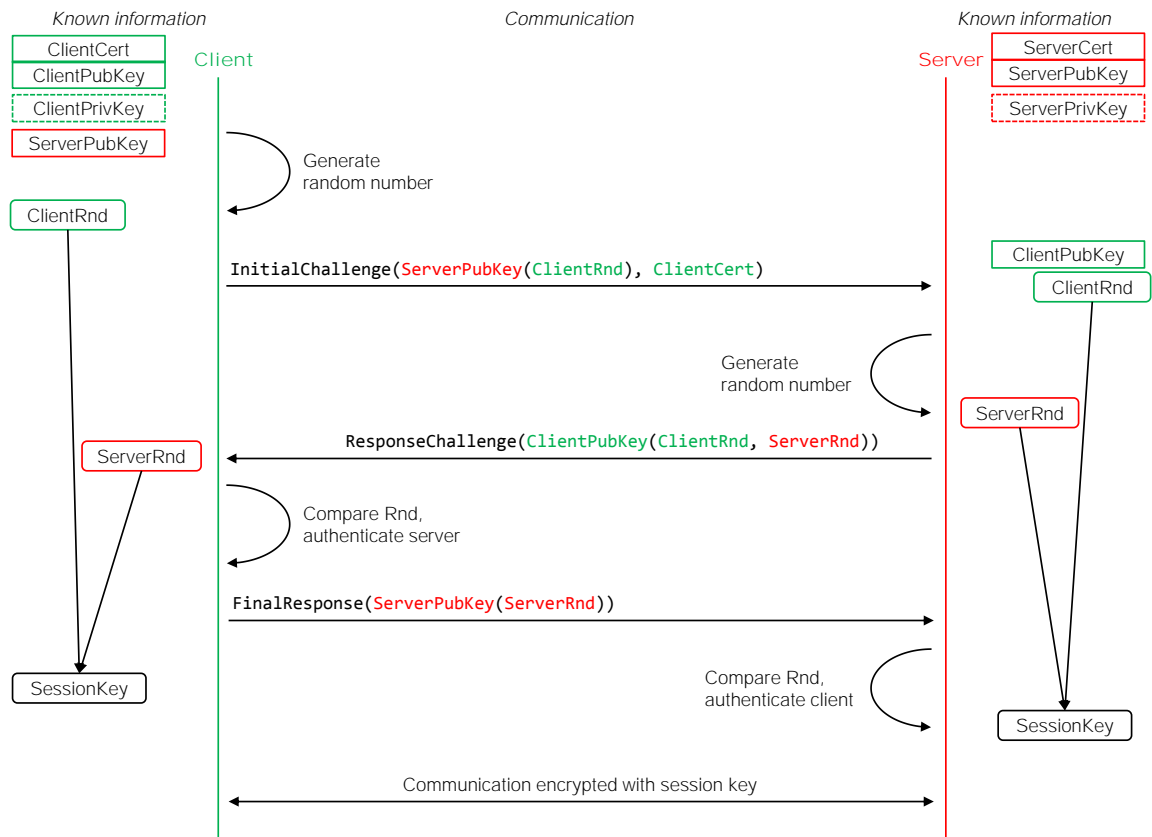 Known information
Communication
Known information
ClientCert
ServerCert
Client
Server
ClientPubKey
ServerPubKey
ClientPrivKey
ServerPrivKey
ServerPubKey
Generate
random number
ClientRnd
ClientPubKey
InitialChallenge(ServerPubKey(ClientRnd), ClientCert)
ClientRnd
Generate
random number
ServerRnd
ResponseChallenge(ClientPubKey(ClientRnd, ServerRnd))
ServerRnd
Compare Rnd,
authenticate server
FinalResponse(ServerPubKey(ServerRnd))
SessionKey
Compare Rnd,
authenticate client
SessionKey
Communication encrypted with session key